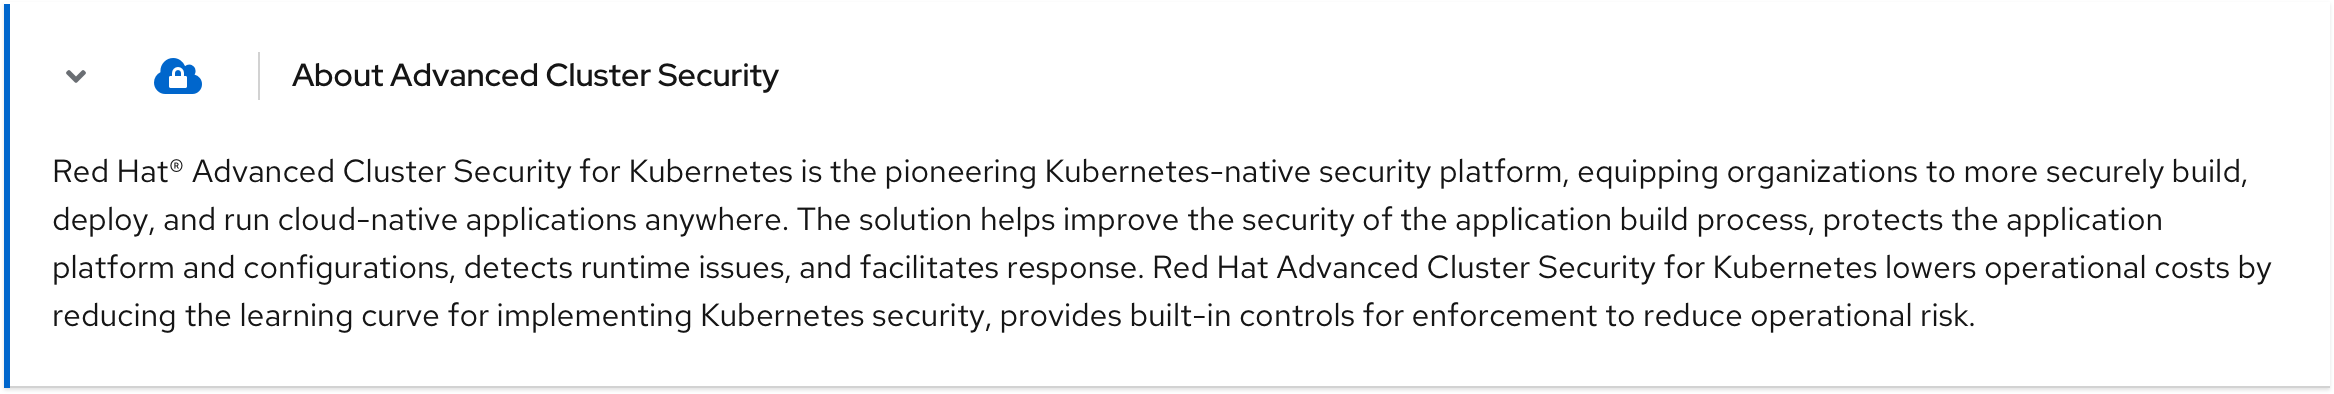 About Advanced Cluster Security
Red Hat® Advanced Cluster Security for Kubernetes is the pioneering Kubernetes-native security platform, equipping organizations to more securely build,
deploy, and run cloud-native applications anywhere. The solution helps improve the security of the application build process, protects the application
platform and configurations, detects runtime issues, and facilitates response. Red Hat Advanced Cluster Security for Kubernetes lowers operational costs by
reducing the learning curve for implementing Kubernetes security, provides built-in controls for enforcement to reduce operational risk.